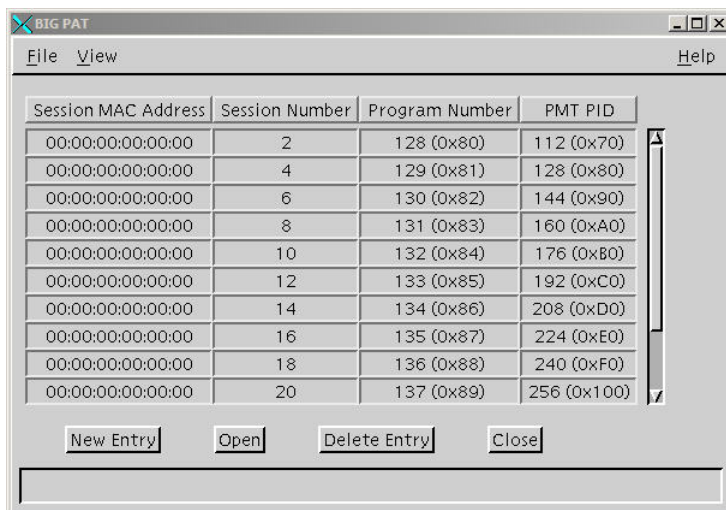 BIG PAT
File View Help
Session MAC Address Session Number Program Number PMT PID
00:00:00:00:00:00 2 128 (0x80) 112 (0x70)
00:00:00:00:00:00 4 129 (0x81) 128 (0x80)
00:00:00:00:00:00 6 130 (0x82) 144 (0x90)
00:00:00:00:00:00 8 131 (0x83) 160 (0xA0)
00:00:00:00:00:00 10 132 (0x84) 176 (0xB0)
00:00:00:00:00:00 12 133 (0x85) 192 (0xC0)
00:00:00:00:00:00 14 134 (0x86) 208 (0xD0)
00:00:00:00:00:00 16 135 (0x87) 224 (0xE0)
00:00:00:00:00:00 18 136 (0x88) 240 (0xF0)
00:00:00:00:00:00 20 137 (0x89) 256 (0x100)
New Entry Open Delete Entry Close